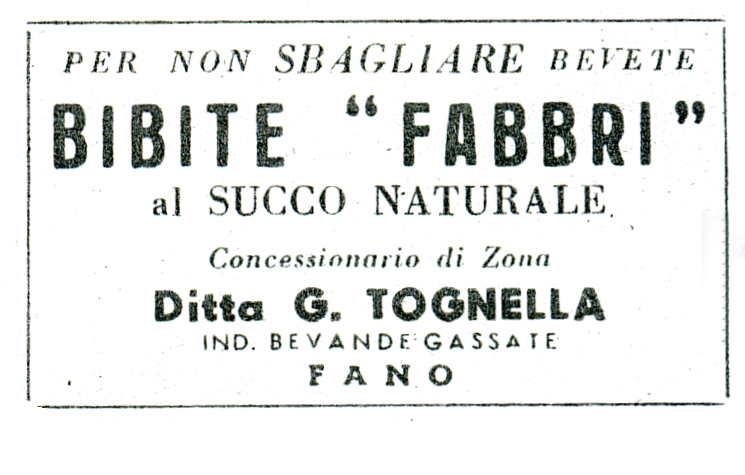 PER NON SBAGLIARE BEVETE
BIBITE "FABBRI"
al SUCCO NATURALE
Concessionario di Zona
Ditta G. TOGNELLA
IND. BEVANDE GASSATE
FANO